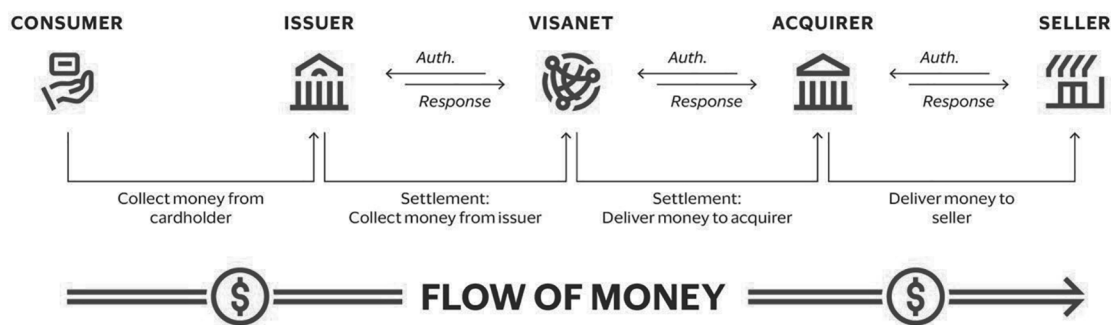 CONSUMER
ISSUER
VISANET
ACQUIRER
SELLER
Auth.
Response
Auth.
Response
Auth.
Response
Collect money from
cardholder
Settlement:
Collect money from issuer
Settlement:
Deliver money to acquirer
Deliver money to
seller
$
FLOW OF MONEY
$